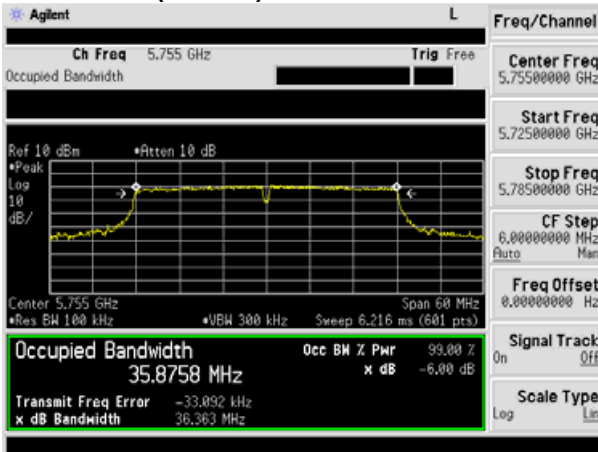 Agilent L Freq/Channel
Ch Freq 5.755 GHz Trig Free
Occupied Bandwidth
Center Freq
5.75500000 GHz
Start Freq
5.72500000 GHz
Ref 10 dBm •Atten 10 dB
•Peak
Log
10
dB/
Stop Freq
5.78500000 GHz
CF Step
6.00000000 MHz
Auto Man
Freq Offset
0.00000000 Hz
Center 5.755 GHz Span 60 MHz
•Res BW 100 kHz •VBW 300 kHz Sweep 6.216 ms (601 pts)
Signal Track
On Off
Occupied Bandwidth Occ BW % Pwr 99.00 %
35.8758 MHz x dB -6.00 dB
Transmit Freq Error -33.092 kHz
x dB Bandwidth 36.363 MHz
Scale Type
Log Lin